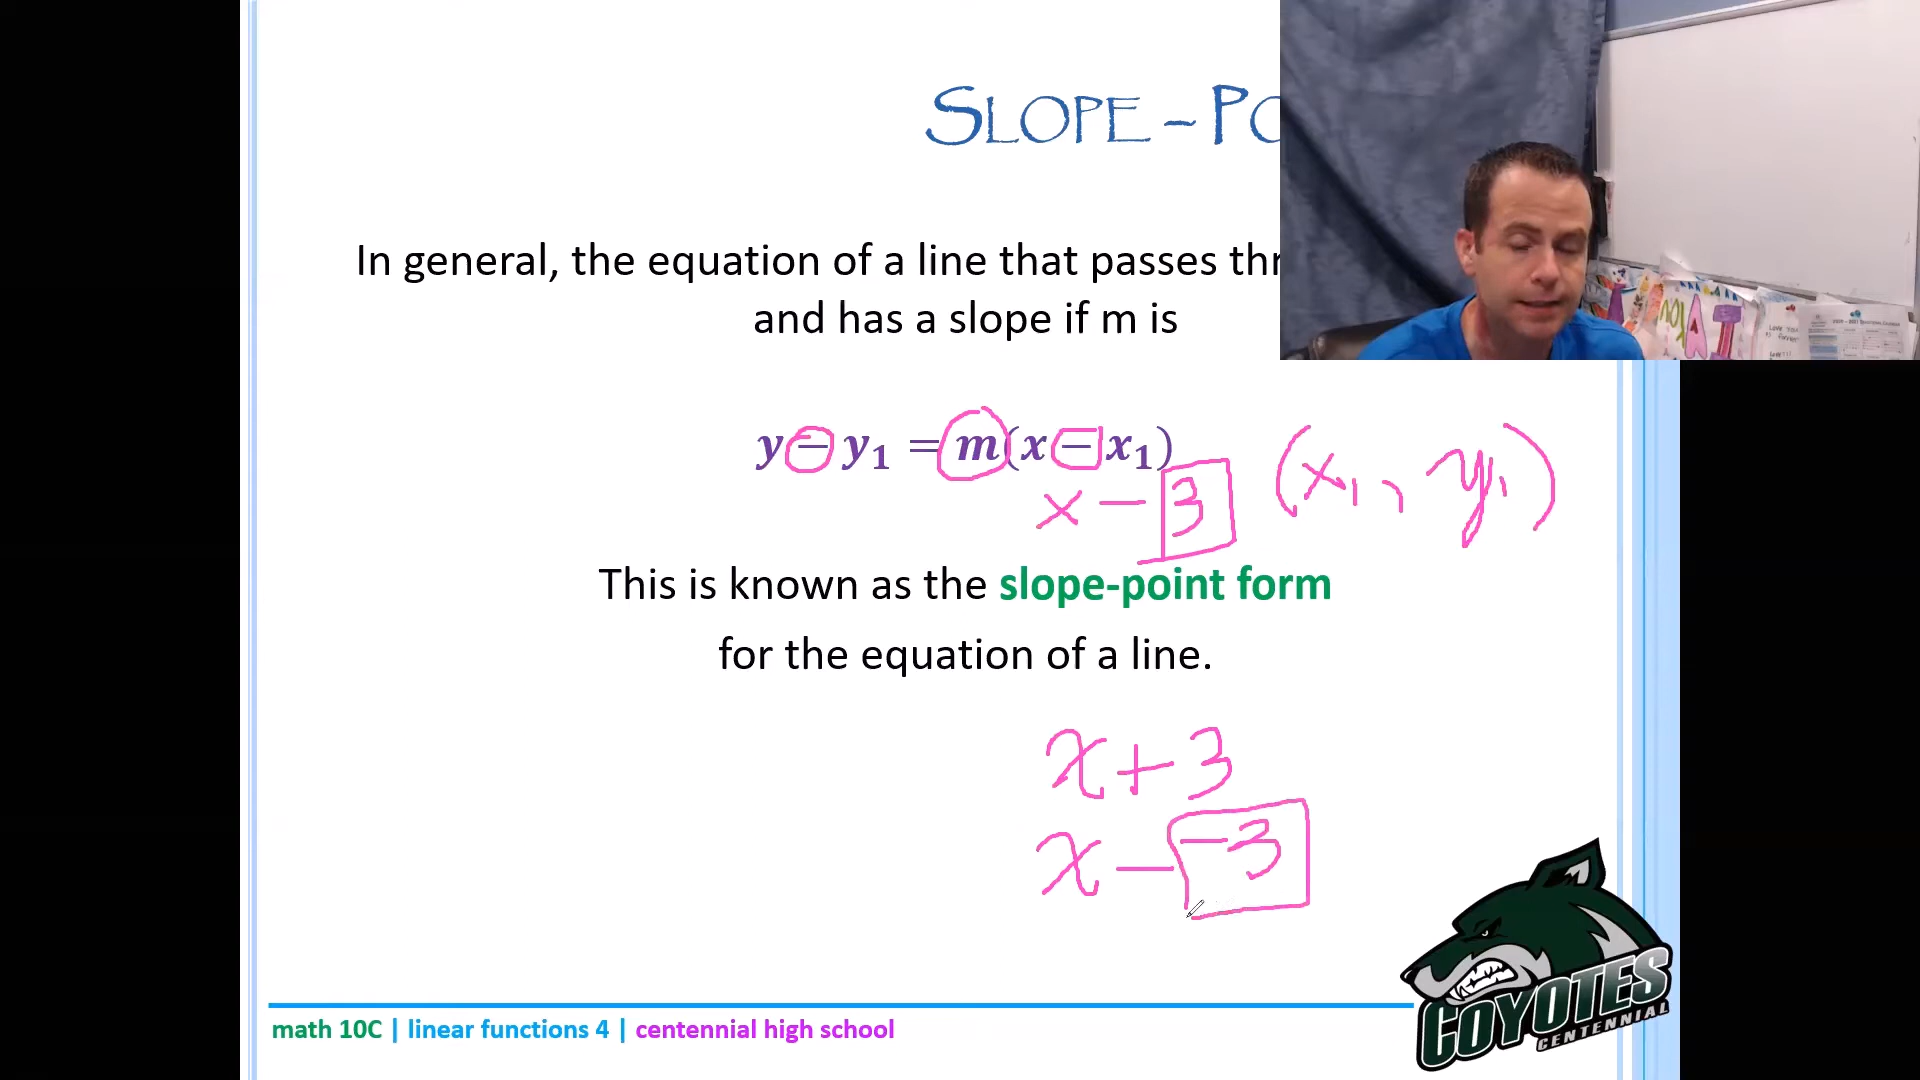 SLOPE – PO
In general, the equation of a line that passes thr
and has a slope if m is
y − y₁ = m(x − x₁)
x − 3
(x₁, y₁)
This is known as the slope-point form
for the equation of a line.
x + 3
x − −3
math 10C | linear functions 4 | centennial high school
COYOTES
CENTENNIAL